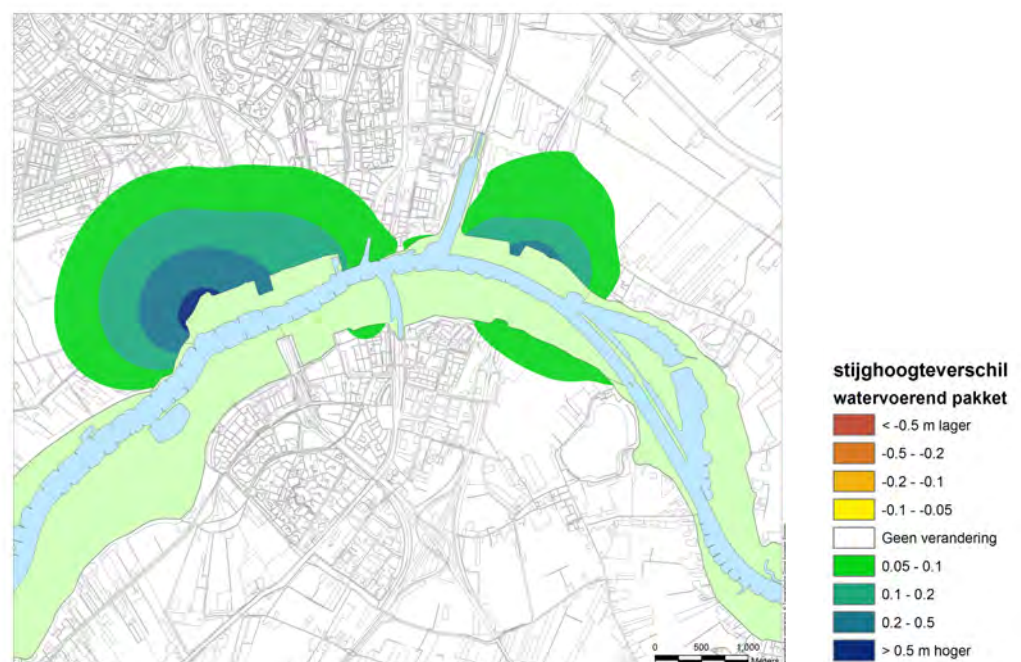 stijghoogteverschil
watervoerend pakket
< -0.5 m lager
-0.5 - -0.2
-0.2 - -0.1
-0.1 - -0.05
Geen verandering
0.05 - 0.1
0.1 - 0.2
0.2 - 0.5
> 0.5 m hoger
0 500 1,000
Meters